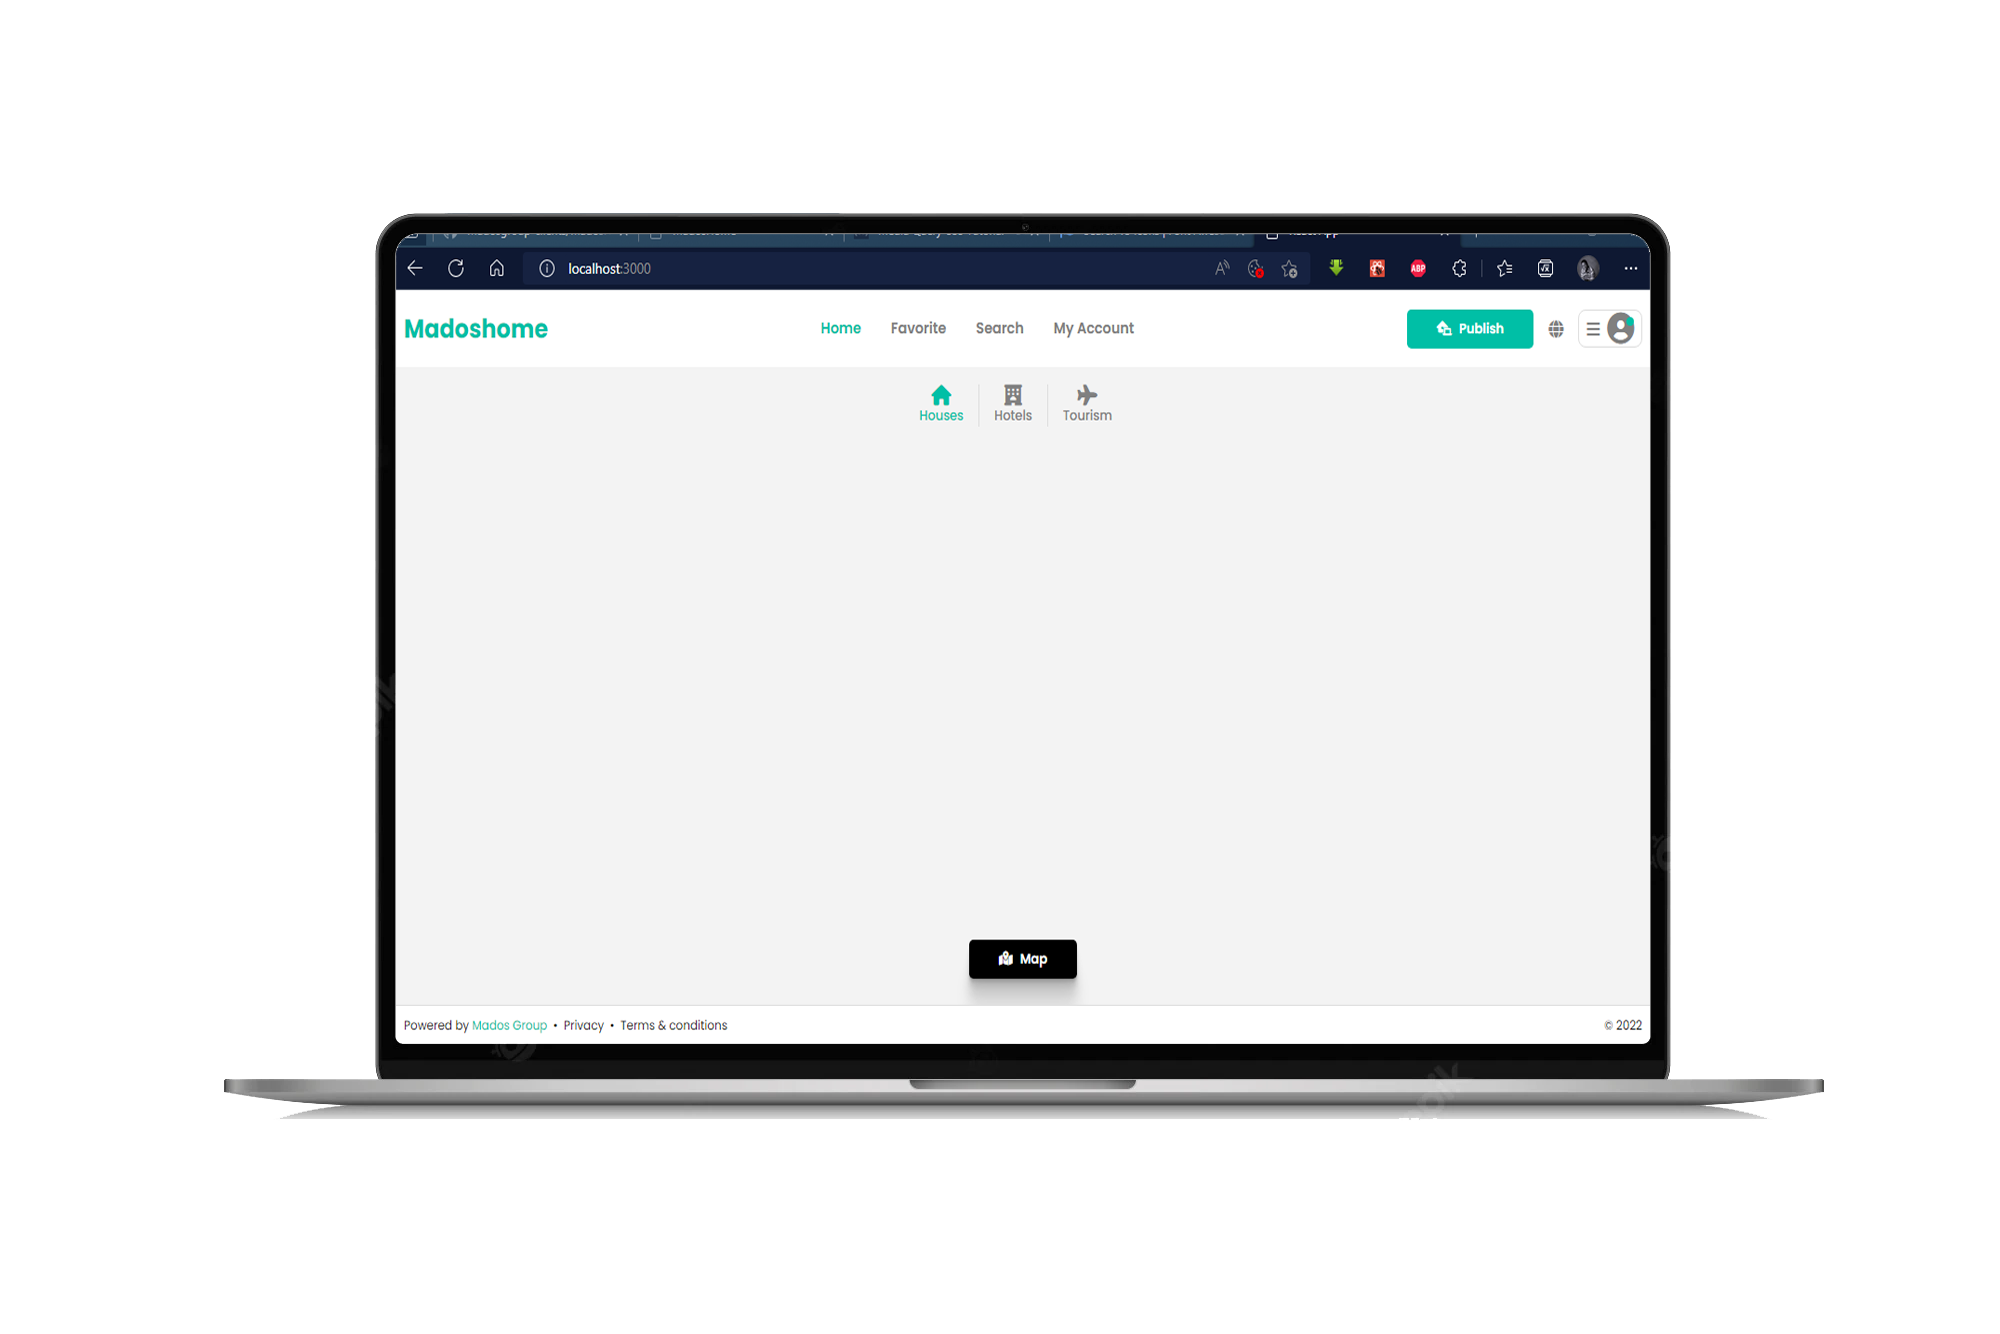 localhost:3000
Madoshome
Home Favorite Search My Account
Publish
Houses Hotels Tourism
Map
Powered by Mados Group • Privacy • Terms & conditions
© 2022
ABP